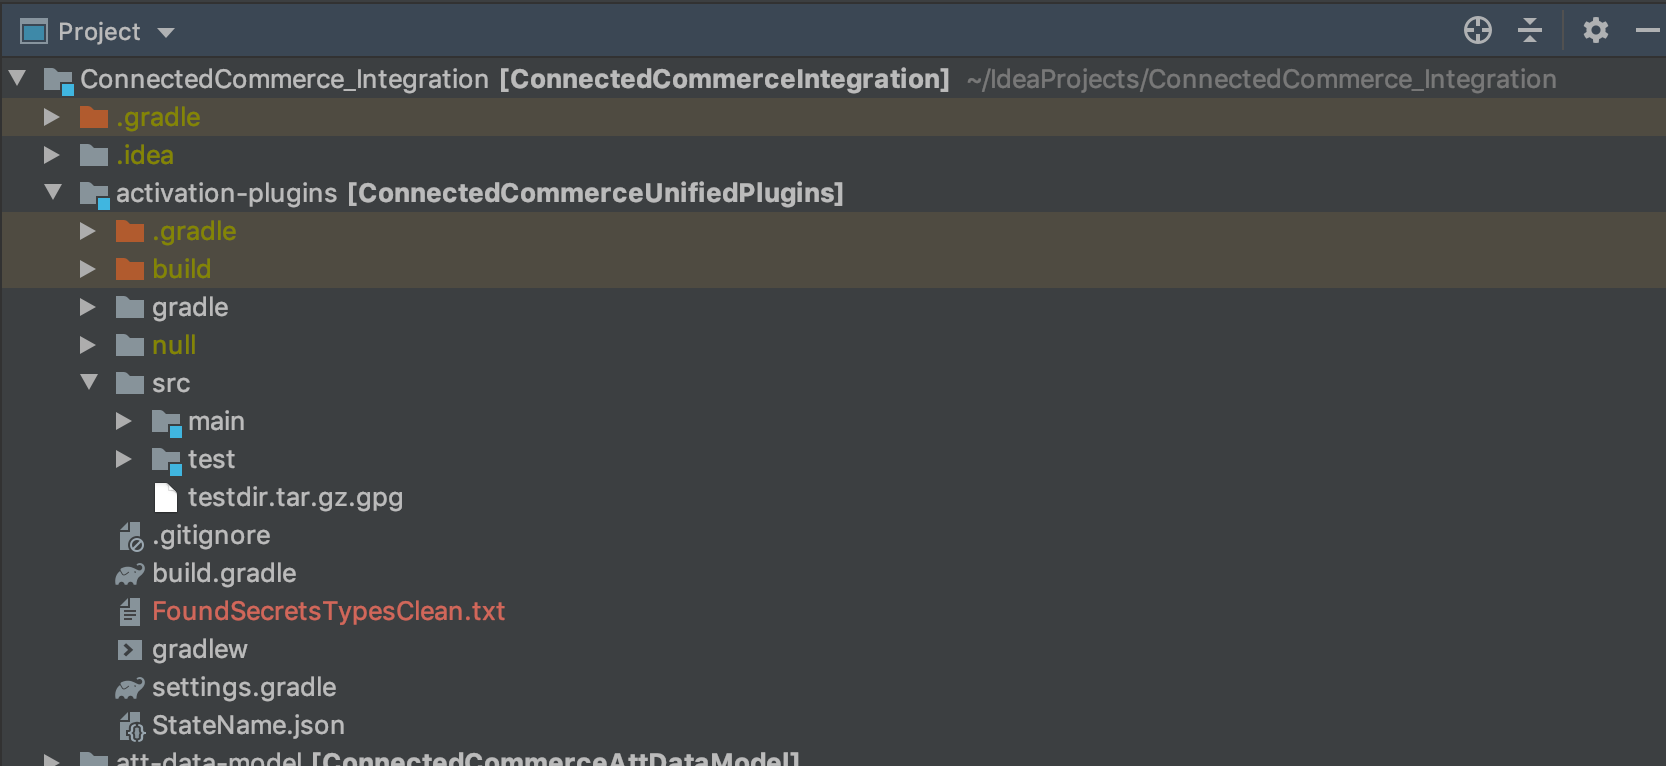 Project
ConnectedCommerce_Integration [ConnectedCommerceIntegration] ~/IdeaProjects/ConnectedCommerce_Integration
.gradle
.idea
activation-plugins [ConnectedCommerceUnifiedPlugins]
.gradle
build
gradle
null
src
main
test
testdir.tar.gz.gpg
.gitignore
build.gradle
FoundSecretsTypesClean.txt
gradlew
settings.gradle
StateName.json
att-data-model [ConnectedCommerceAttDataModel]